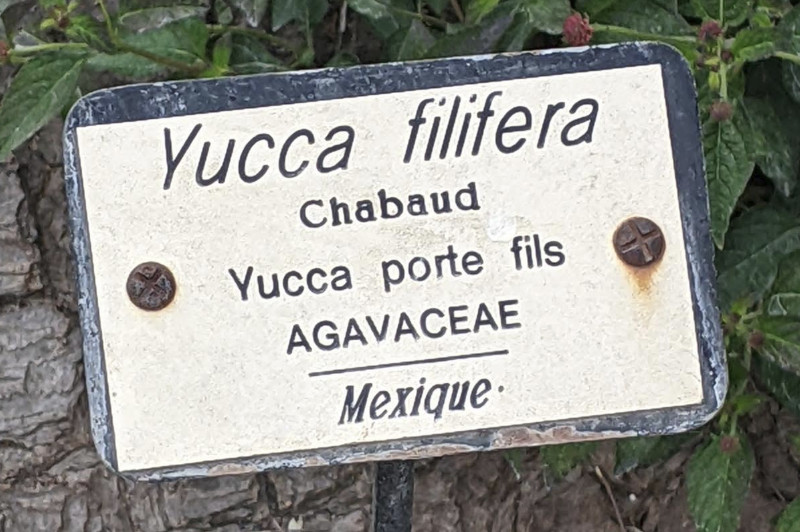 Yucca filifera
Chabaud
Yucca porte fils
AGAVACEAE
Mexique.